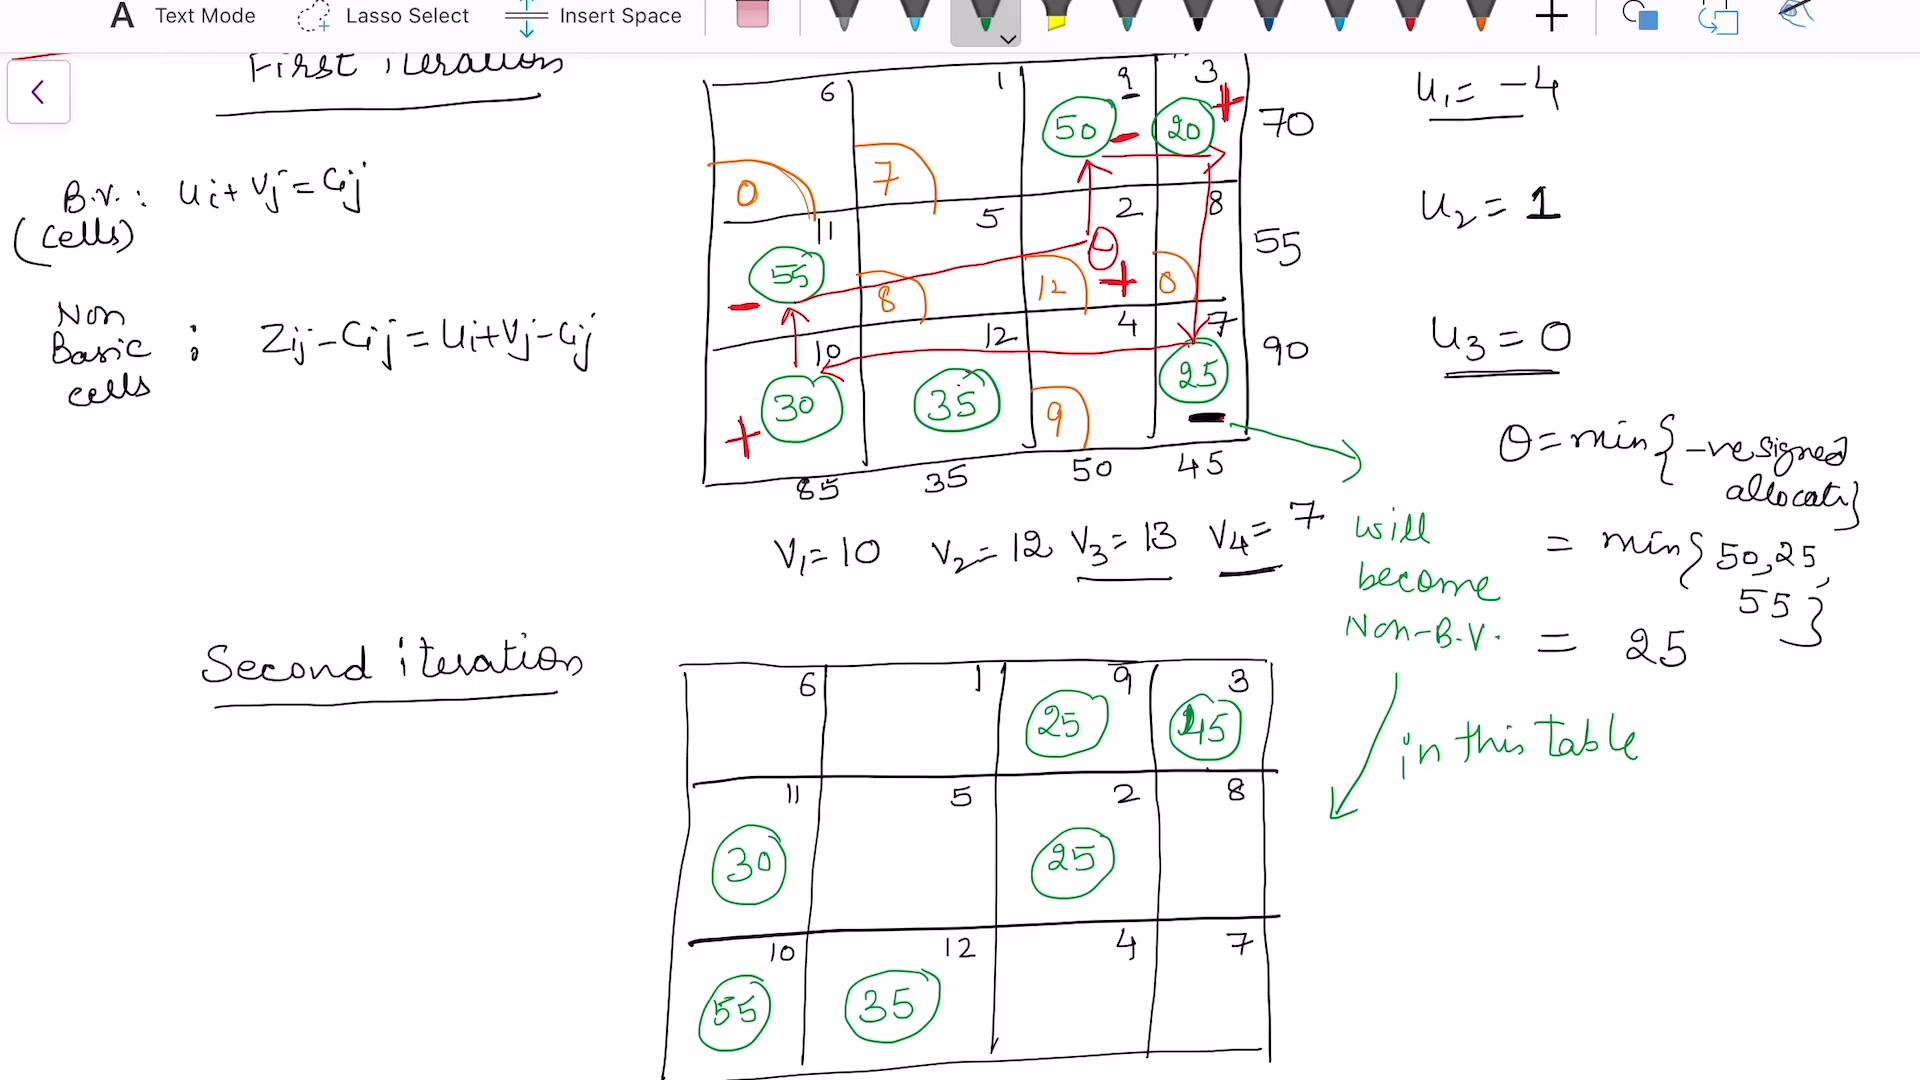 Text Mode Lasso Select Insert Space
First iteration
6 1 9 3
50 - 20 + 70
0 7
11 5 2 8
55 θ 55
- 8 12 + 0
10 12 4 7
30 35 25 90
+ 9 -
85 35 50 45
V1=10 V2=12 V3=13 V4=7
B.V.: Ui+Vj=Cij
(cells)
Non
Basic : Zij-Cij=Ui+Vj-Cij
cells
U1=-4
U2=1
U3=0
θ=min{-ve signed
allocatn}
=min{50,25,
55}
=25
will
become
Non-B.V.
in this table
Second iteration
6 1 9 3
25 45
11 5 2 8
30 25
10 12 4 7
55 35